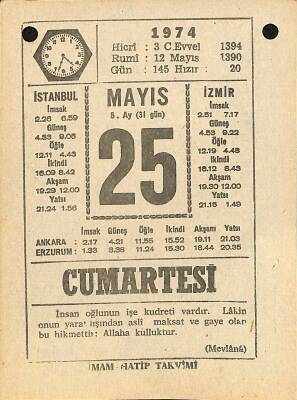 1974
Hicrî : 3 C.Evvel 1394
Rumî : 12 Mayıs 1390
Gün : 145 Hızır : 20
İSTANBUL
İmsak
2.26 6.59
Güneş
4.33 9.06
Öğle
12.11 4.43
İkindi
16.09 8.42
Akşam
19.29 12.00
Yatsı
21.24 1.56
MAYIS
5. Ay (31 gün)
25
İZMİR
İmsak
2.51 7.17
Güneş
4.53 9.22
Öğle
12.19 4.48
İkindi
16.12 8.43
Akşam
19.30 12.00
Yatsı
21.15 1.49
İmsak Güneş Öğle İkindi Akşam Yatsı
ANKARA : 2.17 4.21 11.55 15.52 19.11 21.03
ERZURUM : 1.33 3.38 11.24 15.30 18.44 20.35
CUMARTESİ
İnsan oğlunun işe kudreti vardır. Lâkin
onun yaratışından asli maksat ve gaye olan
bu hikmettir: Allaha kulluktur.
(Mevlânâ)
İMAM HATİP TAKVİMİ